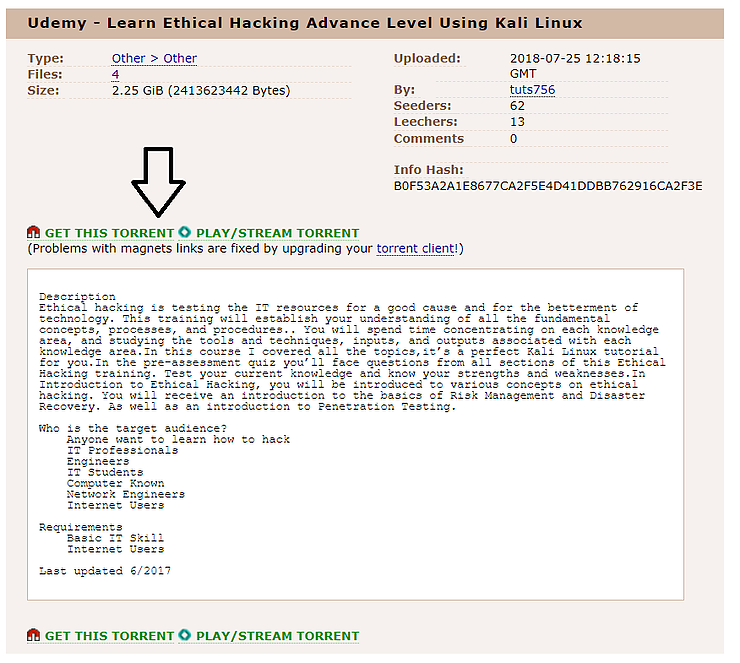 Udemy - Learn Ethical Hacking Advance Level Using Kali Linux
Type: Other > Other
Files: 4
Size: 2.25 GiB (2413623442 Bytes)
Uploaded: 2018-07-25 12:18:15
GMT
By: tuts756
Seeders: 62
Leechers: 13
Comments 0
Info Hash:
B0F53A2A1E8677CA2F5E4D41DDBB762916CA2F3E
GET THIS TORRENT PLAY/STREAM TORRENT
(Problems with magnets links are fixed by upgrading your torrent client!)
Description
Ethical hacking is testing the IT resources for a good cause and for the betterment of
technology. This training will establish your understanding of all the fundamental
concepts, processes, and procedures.. You will spend time concentrating on each knowledge
area, and studying the tools and techniques, inputs, and outputs associated with each
knowledge area.In this course I covered all the topics,it’s a perfect Kali Linux tutorial
for you.In the pre-assessment quiz you’ll face questions from all sections of this Ethical
Hacking training. Test your current knowledge and know your strengths and weaknesses.In
Introduction to Ethical Hacking, you will be introduced to various concepts on ethical
hacking. You will receive an introduction to the basics of Risk Management and Disaster
Recovery. As well as an introduction to Penetration Testing.
Who is the target audience?
Anyone want to learn how to hack
IT Professionals
Engineers
IT Students
Computer Known
Network Engineers
Internet Users
Requirements
Basic IT Skill
Internet Users
Last updated 6/2017
GET THIS TORRENT PLAY/STREAM TORRENT